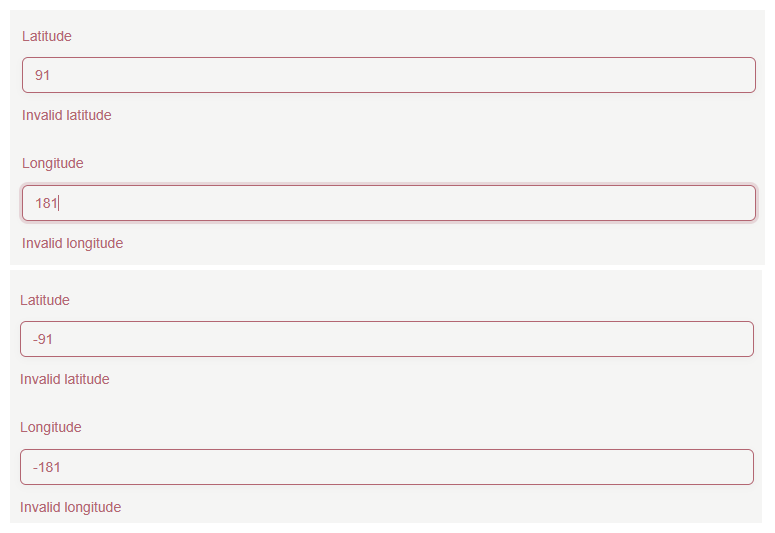 Latitude
91
Invalid latitude
Longitude
181
Invalid longitude
Latitude
-91
Invalid latitude
Longitude
-181
Invalid longitude